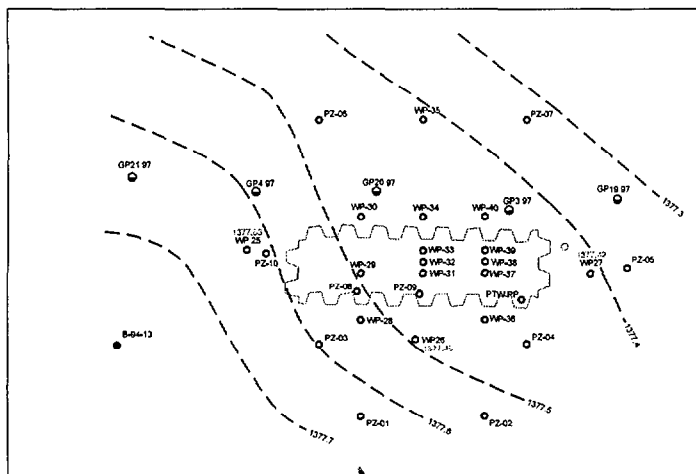 PZ-06
WP-35
PZ-07
GP21 97
GP4 97
GP20 97
GP3 97
GP19 97
1377.3
WP-30
WP-34
WP-40
WP 25
PZ-10
WP-33
WP-39
WP-32
WP-38
WP-29
WP-31
WP-37
WP27
PZ-05
PZ-08
PZ-09
PTW-RP
WP-28
WP-36
1377.4
B-94-13
PZ-03
WP26
PZ-04
PZ-01
PZ-02
1377.5
1377.6
1377.7